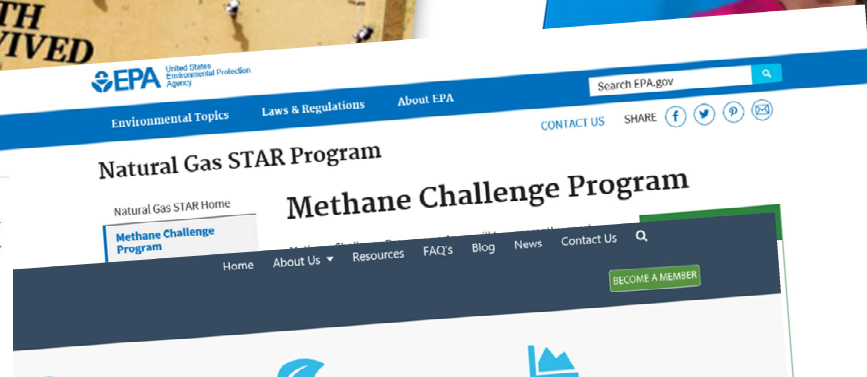 EPA
United States
Environmental Protection
Agency
Search EPA.gov
Environmental Topics
Laws & Regulations
About EPA
CONTACT US
SHARE
Natural Gas STAR Program
Natural Gas STAR Home
Methane Challenge Program
Methane Challenge
Program
Home
About Us
Resources
FAQ's
Blog
News
Contact Us
BECOME A MEMBER